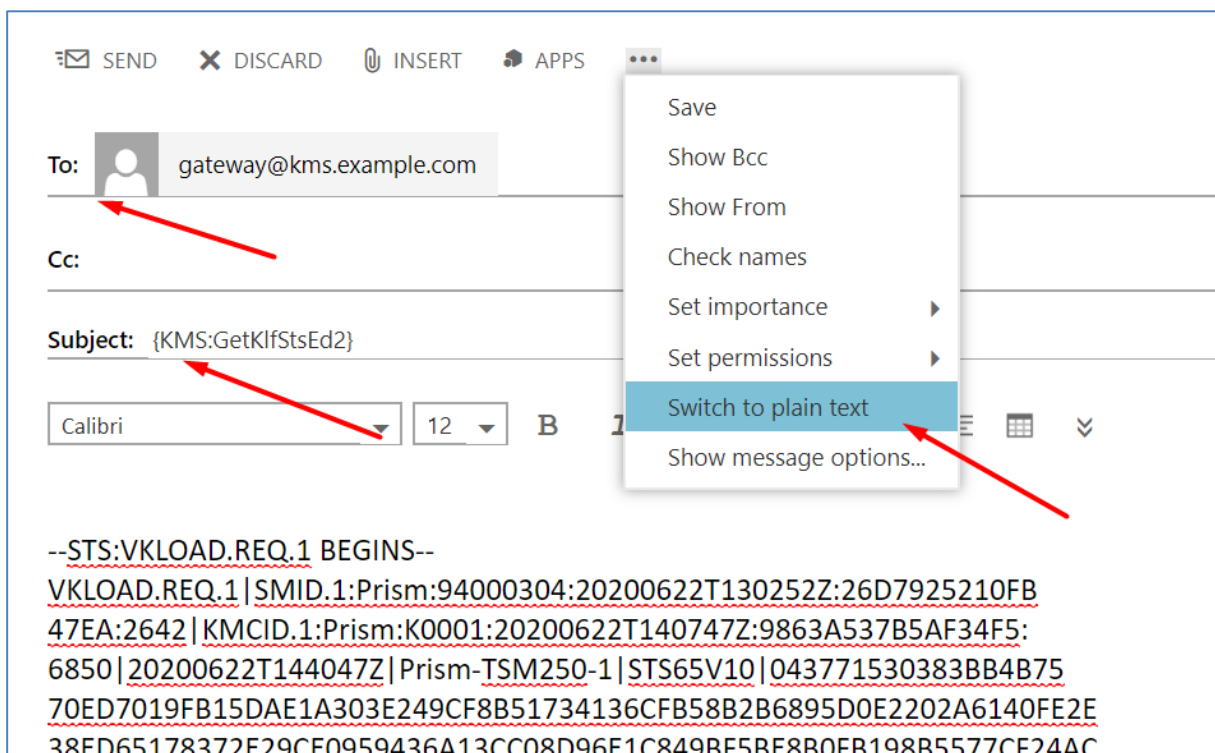 SEND DISCARD INSERT APPS •••
Save
Show Bcc
Show From
Check names
Set importance
Set permissions
Switch to plain text
Show message options...
To: gateway@kms.example.com
Cc:
Subject: {KMS:GetKlfStsEd2}
Calibri 12 B
--STS:VKLOAD.REQ.1 BEGINS--
VKLOAD.REQ.1|SMID.1:Prism:94000304:20200622T130252Z:26D7925210FB
47EA:2642|KMCID.1:Prism:K0001:20200622T140747Z:9863A537B5AF34F5:
6850|20200622T144047Z|Prism-TSM250-1|STS65V10|043771530383BB4B75
70ED7019FB15DAE1A303E249CF8B51734136CFB58B2B6895D0E2202A6140FE2E